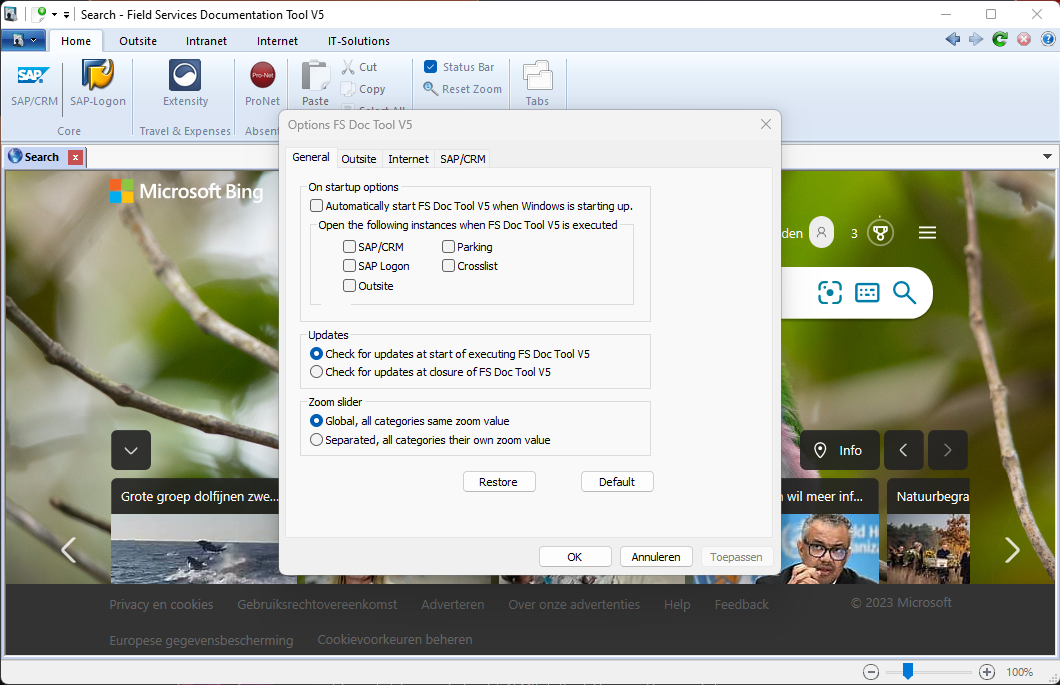 Search - Field Services Documentation Tool V5
Home Outsite Intranet Internet IT-Solutions
SAP
SAP/CRM SAP-Logon Extensity Pro-Net ProNet Paste Cut Copy Status Bar Reset Zoom Tabs
Core Travel & Expenses
Options FS Doc Tool V5
Search
General Outsite Internet SAP/CRM
Microsoft Bing
On startup options
Automatically start FS Doc Tool V5 when Windows is starting up.
Open the following instances when FS Doc Tool V5 is executed
SAP/CRM Parking
SAP Logon Crosslist
Outsite
den 3
Updates
Check for updates at start of executing FS Doc Tool V5
Check for updates at closure of FS Doc Tool V5
Zoom slider
Global, all categories same zoom value
Separated, all categories their own zoom value
Info
Restore Default
Grote groep dolfijnen zwe... wil meer inf... Natuurbegra
OK Annuleren Toepassen
Privacy en cookies Gebruiksrechtovereenkomst Adverteren Over onze advertenties Help Feedback © 2023 Microsoft
Europese gegevensbescherming Cookievoorkeuren beheren
100%